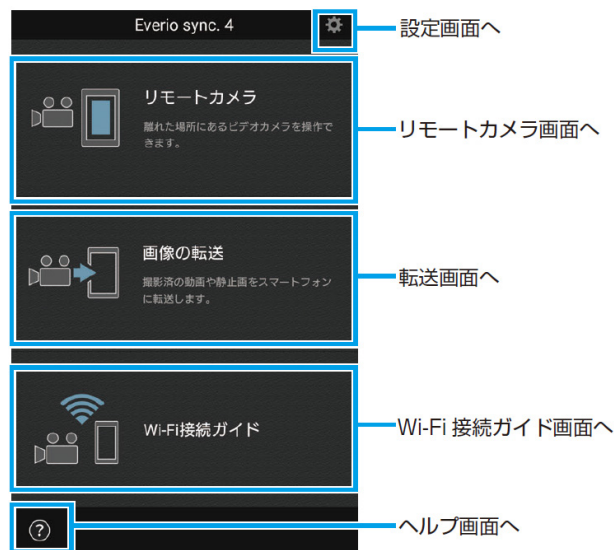 Everio sync. 4
設定画面へ
リモートカメラ
離れた場所にあるビデオカメラを操作で
きます。
リモートカメラ画面へ
画像の転送
撮影済の動画や静止画をスマートフォン
に転送します。
転送画面へ
Wi-Fi接続ガイド
Wi-Fi 接続ガイド画面へ
?
ヘルプ画面へ